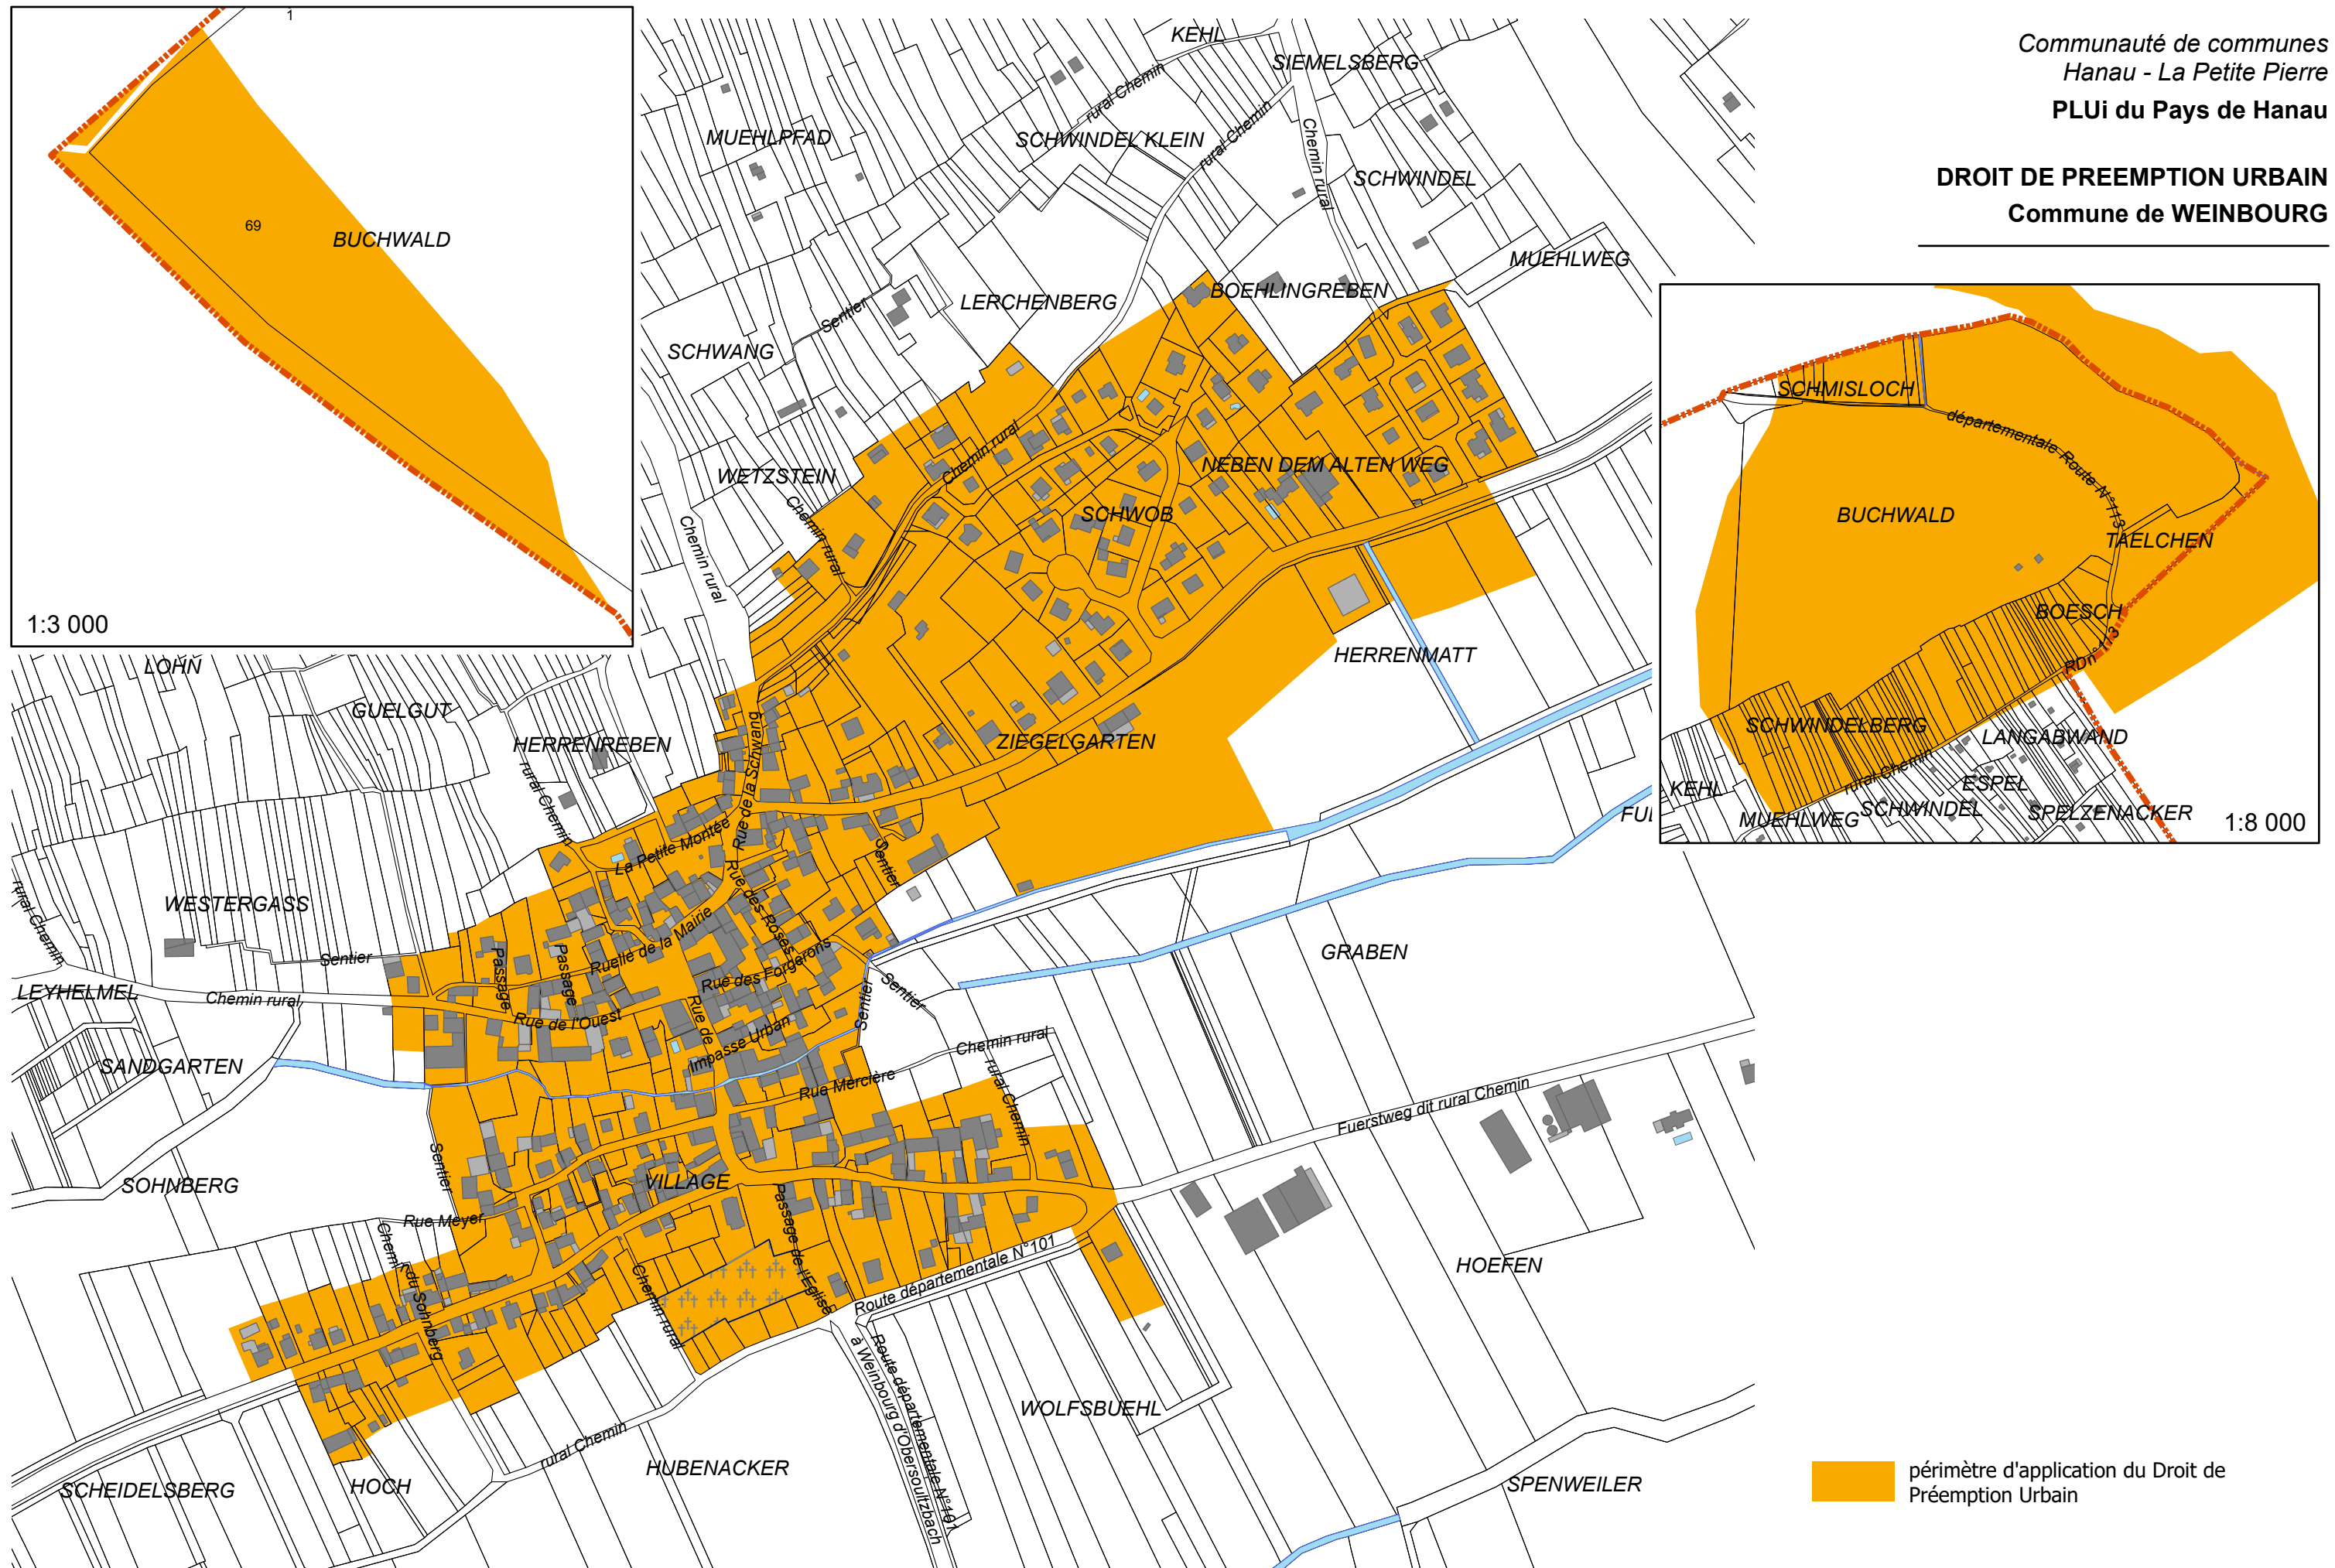 Communauté de communes
Hanau - La Petite Pierre
PLUi du Pays de Hanau
DROIT DE PREEMPTION URBAIN
Commune de WEINBOURG
1
69
BUCHWALD
1:3 000
KEHL
SIEMELSBERG
rural Chemin
MUEHLPFAD
SCHWINDEL KLEIN
rural Chemin
Chemin rural
SCHWINDEL
MUEHLWEG
BOEHLINGREBEN
LERCHENBERG
Sentier
SCHWANG
SCHMISLOCH
départementale Route N°113
BUCHWALD
TAELCHEN
BOESCH
RDn°113
SCHWINDELBERG
LANGABWAND
rural Chemin
ESPEL
KEHL
MUEHLWEG
SCHWINDEL
SPELZENACKER
1:8 000
Chemin rural
WETZSTEIN
NEBEN DEM ALTEN WEG
Chemin rural
SCHWOB
Chemin rural
HERRENMATT
LOHN
GUELGUT
HERRENREBEN
ZIEGELGARTEN
Rue de la Schwang
rural Chemin
La Petite Montée
Sentier
FUE
Rue des Roses
WESTERGASS
rural Chemin
Passage
Passage
Ruelle de la Mairie
Rue des Forgerons
GRABEN
Sentier
LEYHELMEL
Chemin rural
Rue de l'Ouest
Rue de
Sentier
Sentier
Impasse Urban
Chemin rural
SANDGARTEN
Rue Mercière
rural Chemin
Fuerstweg dit rural Chemin
Sentier
SOHNBERG
VILLAGE
Rue Meyer
Passage de l'Eglise
Chemin du Sohnberg
Chemin rural
Route départementale N°101
HOEFEN
Route départementale N°101
à Weinbourg d'Obersoultzbach
WOLFSBUEHL
rural Chemin
HUBENACKER
SCHEIDELSBERG
HOCH
SPENWEILER
périmètre d'application du Droit de
Préemption Urbain